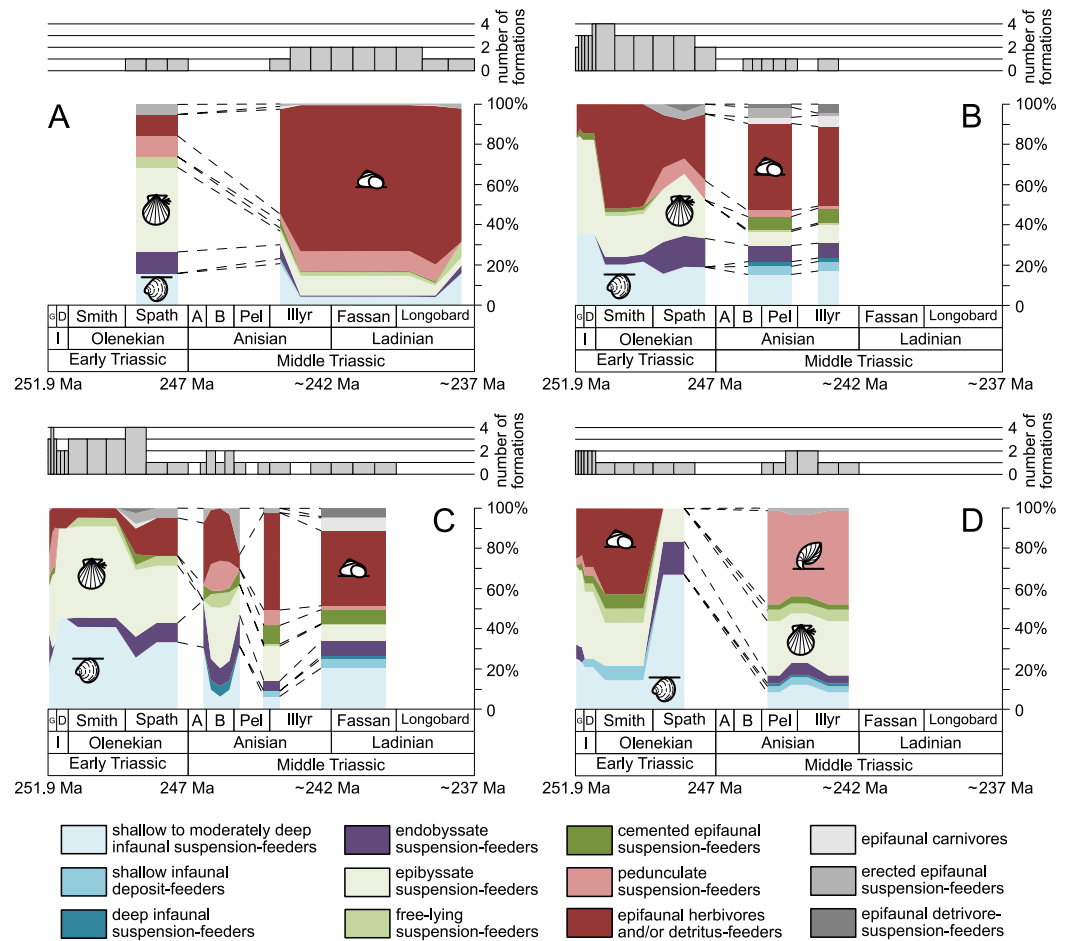 4
2
0
number of
formations
A
100%
80%
60%
40%
20%
0
G D Smith Spath A B Pel Illyr Fassan Longobard
I Olenekian Anisian Ladinian
Early Triassic Middle Triassic
251.9 Ma 247 Ma ~242 Ma ~237 Ma
4
2
0
number of
formations
B
100%
80%
60%
40%
20%
0
G D Smith Spath A B Pel Illyr Fassan Longobard
I Olenekian Anisian Ladinian
Early Triassic Middle Triassic
251.9 Ma 247 Ma ~242 Ma ~237 Ma
4
2
0
number of
formations
C
100%
80%
60%
40%
20%
0
G D Smith Spath A B Pel Illyr Fassan Longobard
I Olenekian Anisian Ladinian
Early Triassic Middle Triassic
251.9 Ma 247 Ma ~242 Ma ~237 Ma
4
2
0
number of
formations
D
100%
80%
60%
40%
20%
0
G D Smith Spath A B Pel Illyr Fassan Longobard
I Olenekian Anisian Ladinian
Early Triassic Middle Triassic
251.9 Ma 247 Ma ~242 Ma ~237 Ma
shallow to moderately deep
infaunal suspension-feeders
shallow infaunal
deposit-feeders
deep infaunal
suspension-feeders
endobyssate
suspension-feeders
epibyssate
suspension-feeders
free-lying
suspension-feeders
cemented epifaunal
suspension-feeders
pedunculate
suspension-feeders
epifaunal herbivores
and/or detritus-feeders
epifaunal carnivores
erected epifaunal
suspension-feeders
epifaunal detrivore-
suspension-feeders